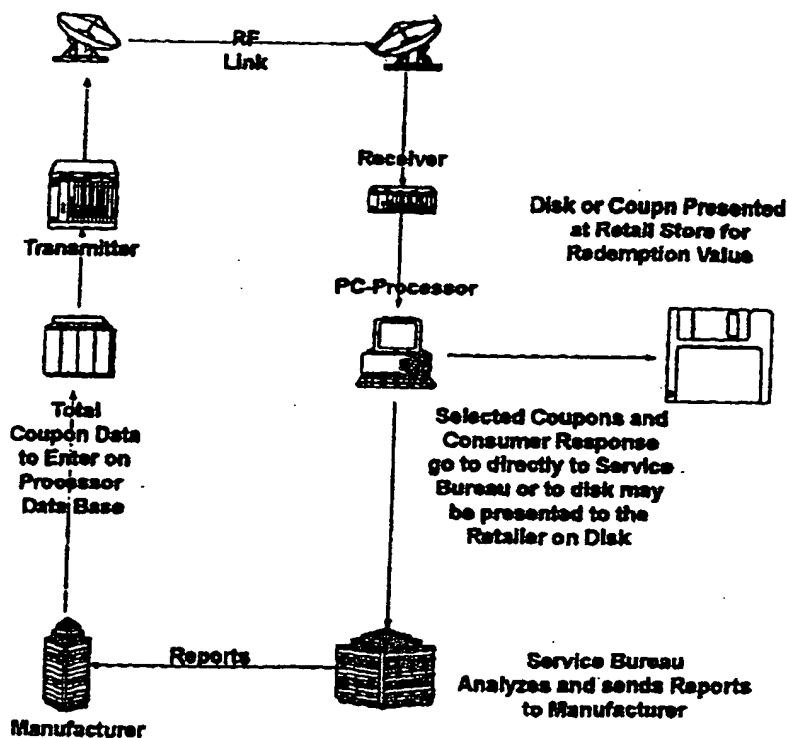 RF
Link
Receiver
Disk or Coupn Presented
at Retail Store for
Redemption Value
Transmitter
PC-Processor
Total
Coupon Data
to Enter on
Processor
Data Base
Selected Coupons and
Consumer Response
go to directly to Service
Bureau or to disk may
be presented to the
Retailer on Disk
Reports
Service Bureau
Analyzes and sends Reports
to Manufacturer
Manufacturer